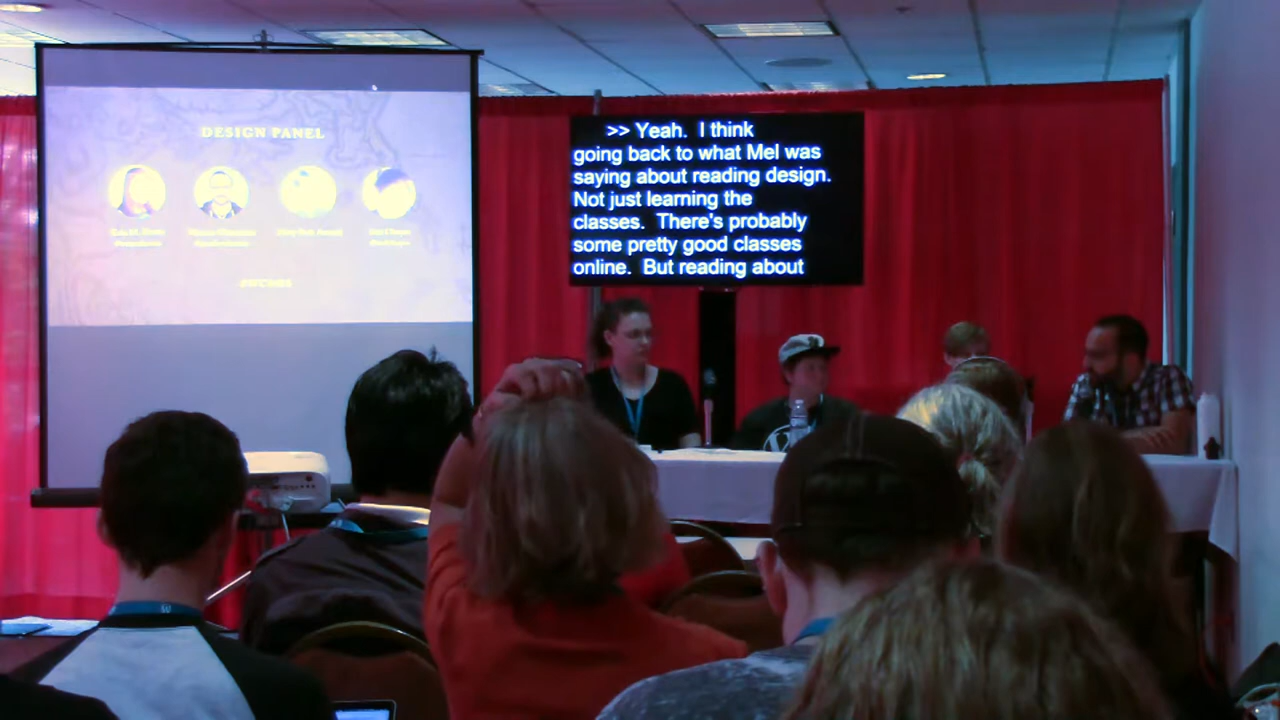 DESIGN PANEL
>> Yeah.  I think
going back to what Mel was
saying about reading design.
Not just learning the
classes.  There's probably
some pretty good classes
online.  But reading about